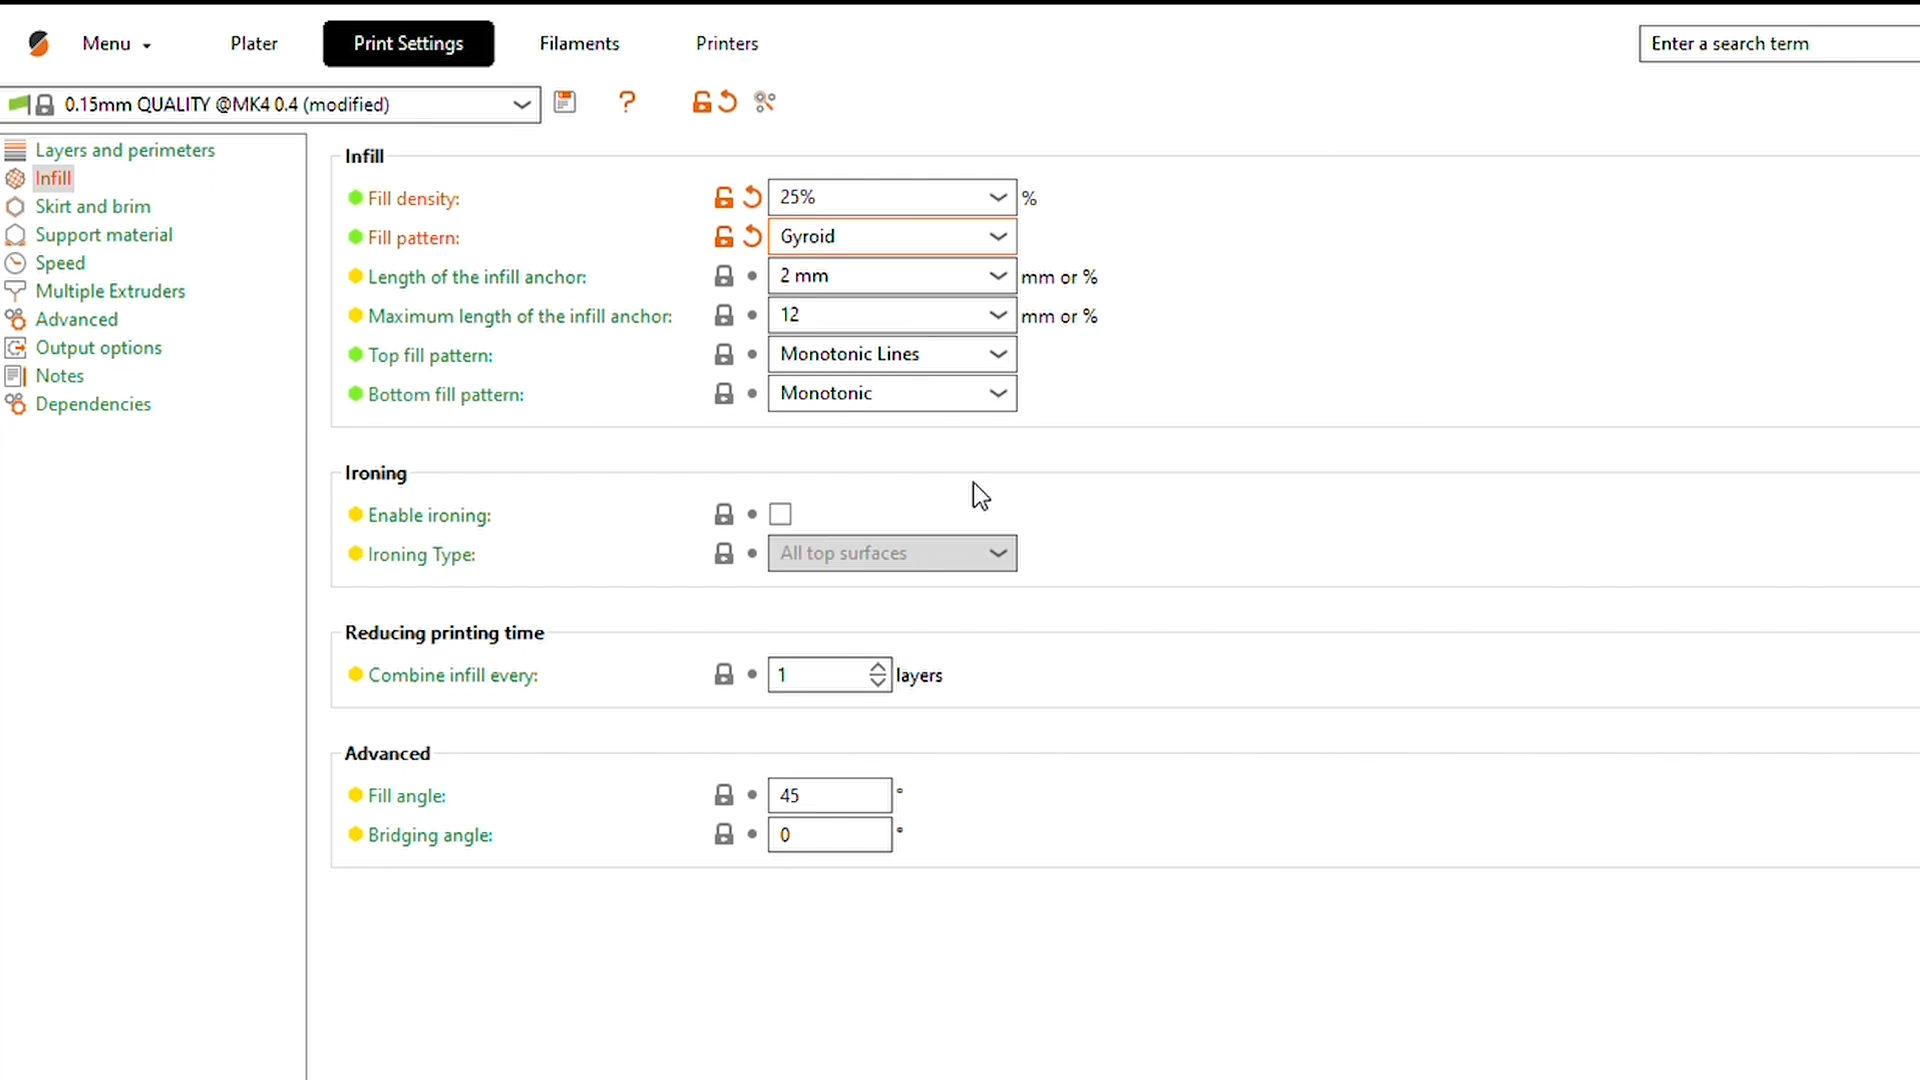 Menu Plater Print Settings Filaments Printers Enter a search term
0.15mm QUALITY @MK4 0.4 (modified) ?
Layers and perimeters
Infill
Skirt and brim
Support material
Speed
Multiple Extruders
Advanced
Output options
Notes
Dependencies
Infill
Fill density: 25% %
Fill pattern: Gyroid
Length of the infill anchor: 2 mm mm or %
Maximum length of the infill anchor: 12 mm or %
Top fill pattern: Monotonic Lines
Bottom fill pattern: Monotonic
Ironing
Enable ironing:
Ironing Type: All top surfaces
Reducing printing time
Combine infill every: 1 layers
Advanced
Fill angle: 45 °
Bridging angle: 0 °